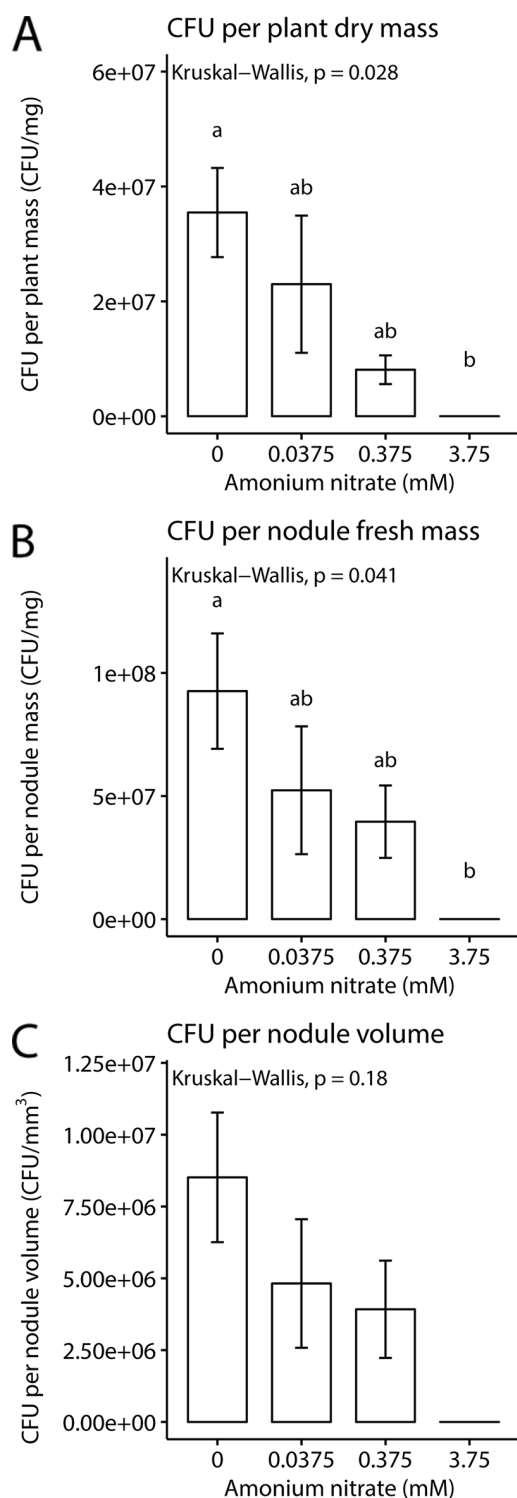 A
CFU per plant dry mass
Kruskal−Wallis, p = 0.028
CFU per plant mass (CFU/mg)
6e+07
4e+07
2e+07
0e+00
a
ab
ab
b
0 0.0375 0.375 3.75
Amonium nitrate (mM)
B
CFU per nodule fresh mass
Kruskal−Wallis, p = 0.041
CFU per nodule mass (CFU/mg)
1e+08
5e+07
0e+00
a
ab
ab
b
0 0.0375 0.375 3.75
Amonium nitrate (mM)
C
CFU per nodule volume
Kruskal−Wallis, p = 0.18
CFU per nodule volume (CFU/mm³)
1.25e+07
1.00e+07
7.50e+06
5.00e+06
2.50e+06
0.00e+00
0 0.0375 0.375 3.75
Amonium nitrate (mM)